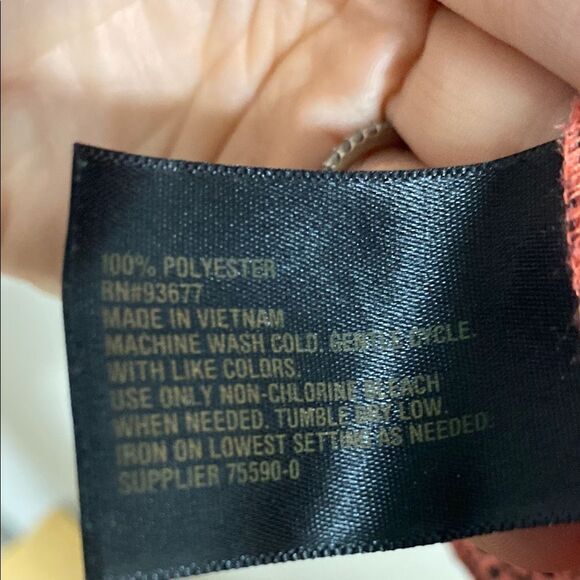 100% POLYESTER
RN#93677
MADE IN VIETNAM
MACHINE WASH COLD. GENTLE CYCLE.
WITH LIKE COLORS.
USE ONLY NON-CHLORINE BLEACH
WHEN NEEDED. TUMBLE DRY LOW.
IRON ON LOWEST SETTING AS NEEDED.
SUPPLIER 75590-0